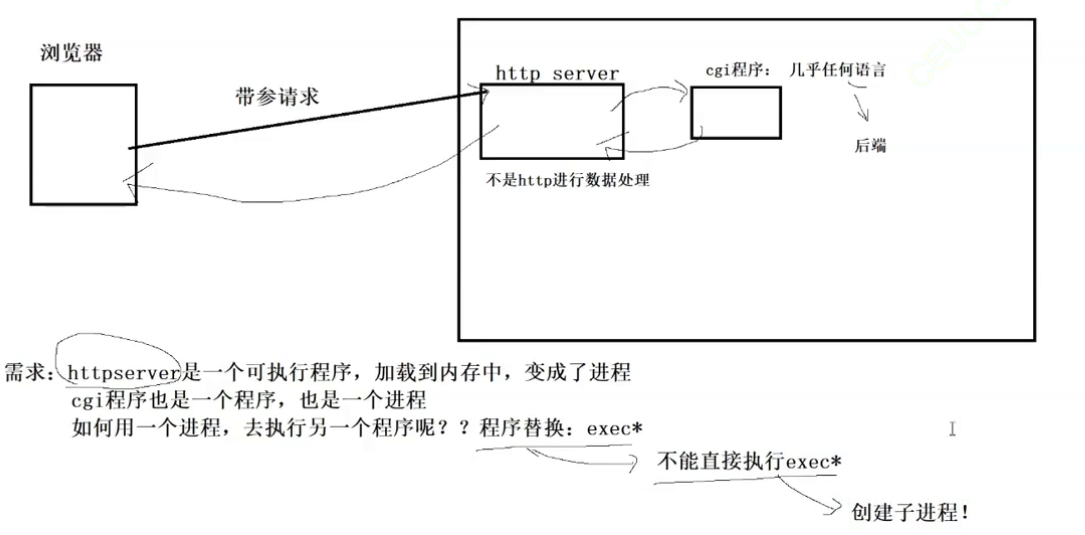 浏览器
带参请求
http server
cgi程序： 几乎任何语言
后端
不是http进行数据处理
需求：httpserver是一个可执行程序，加载到内存中，变成了进程
cgi程序也是一个程序，也是一个进程
如何用一个进程，去执行另一个程序呢？？程序替换：exec*
不能直接执行exec*
创建子进程！